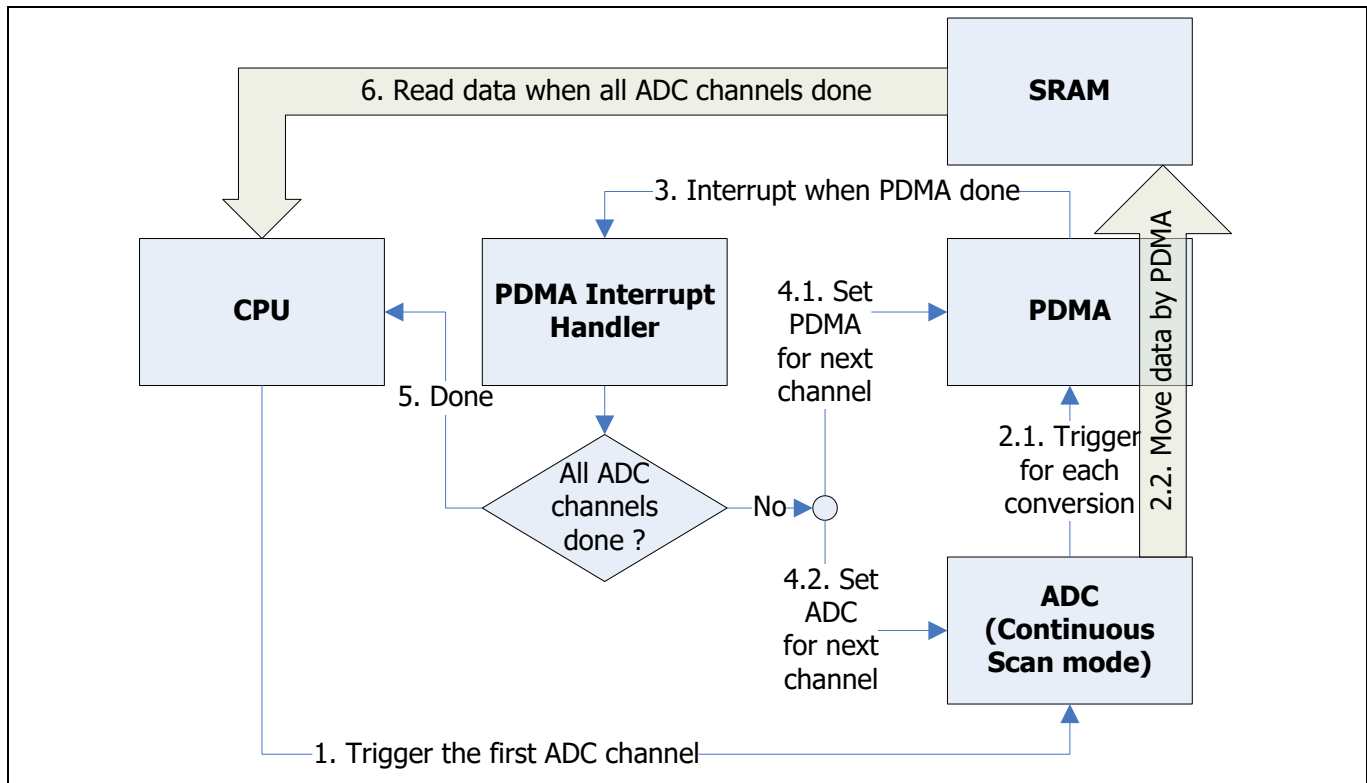 6. Read data when all ADC channels done
SRAM
3. Interrupt when PDMA done
CPU
PDMA Interrupt
Handler
4.1. Set
PDMA
for next
channel
PDMA
2.2. Move data by PDMA
5. Done
2.1. Trigger
for each
conversion
All ADC
channels
done ?
No
4.2. Set
ADC
for next
channel
ADC
(Continuous
Scan mode)
1. Trigger the first ADC channel